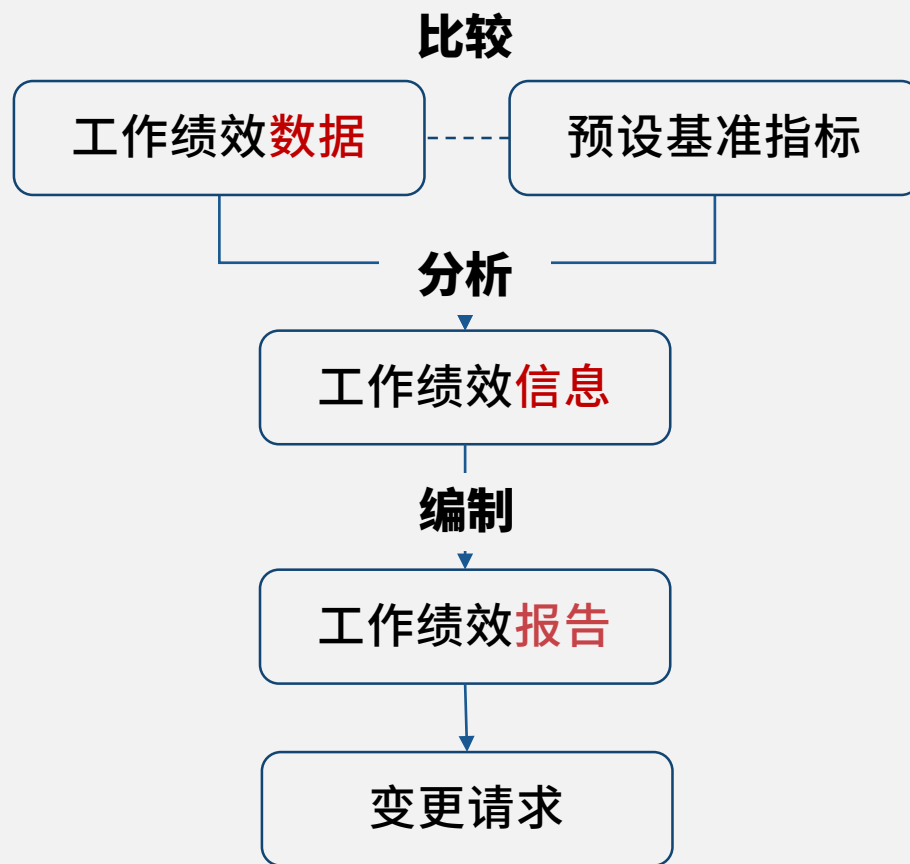 比较
工作绩效数据
预设基准指标
分析
工作绩效信息
编制
工作绩效报告
变更请求